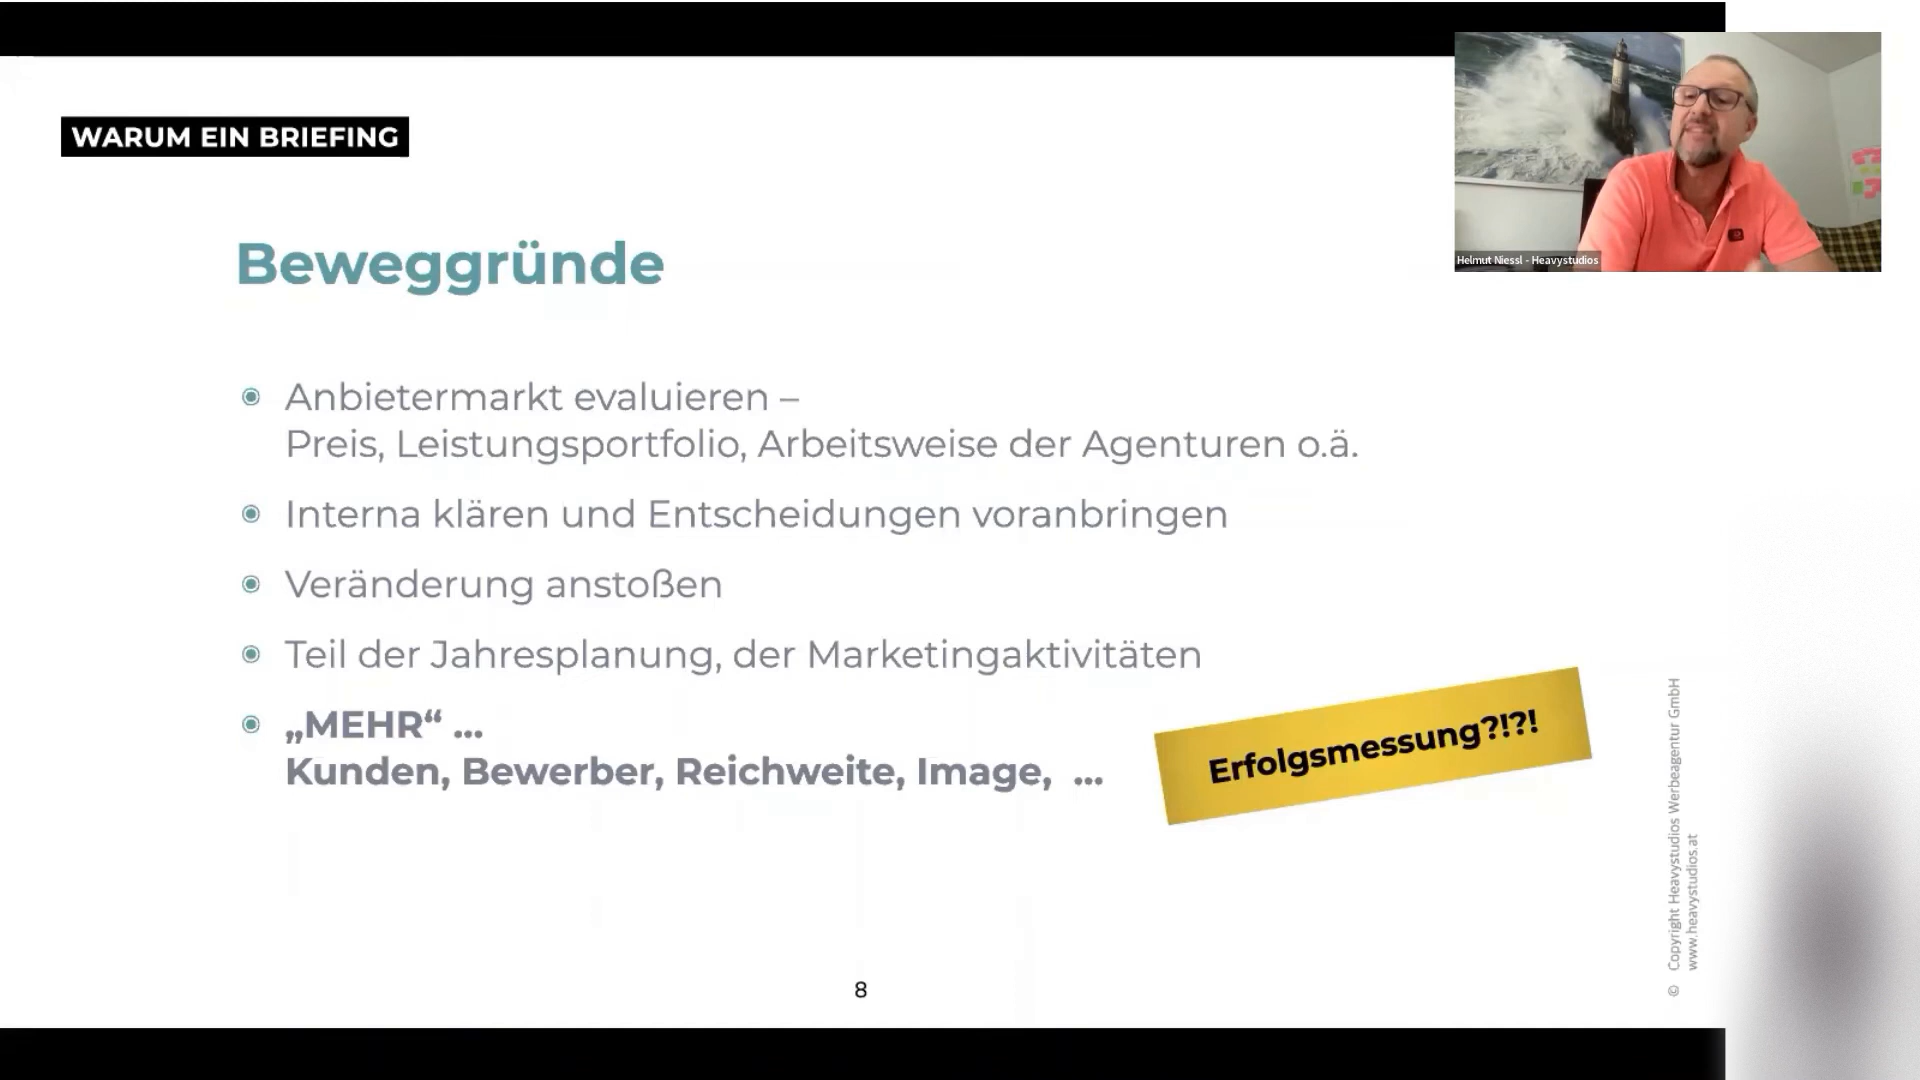 WARUM EIN BRIEFING
Helmut Niessl - Heavystudios
Beweggründe
Anbietermarkt evaluieren –
Preis, Leistungsportfolio, Arbeitsweise der Agenturen o.ä.
Interna klären und Entscheidungen voranbringen
Veränderung anstoßen
Teil der Jahresplanung, der Marketingaktivitäten
„MEHR“ ...
Kunden, Bewerber, Reichweite, Image, ...
Erfolgsmessung?!?!
© Copyright Heavystudios Werbeagentur GmbH
www.heavystudios.at
8